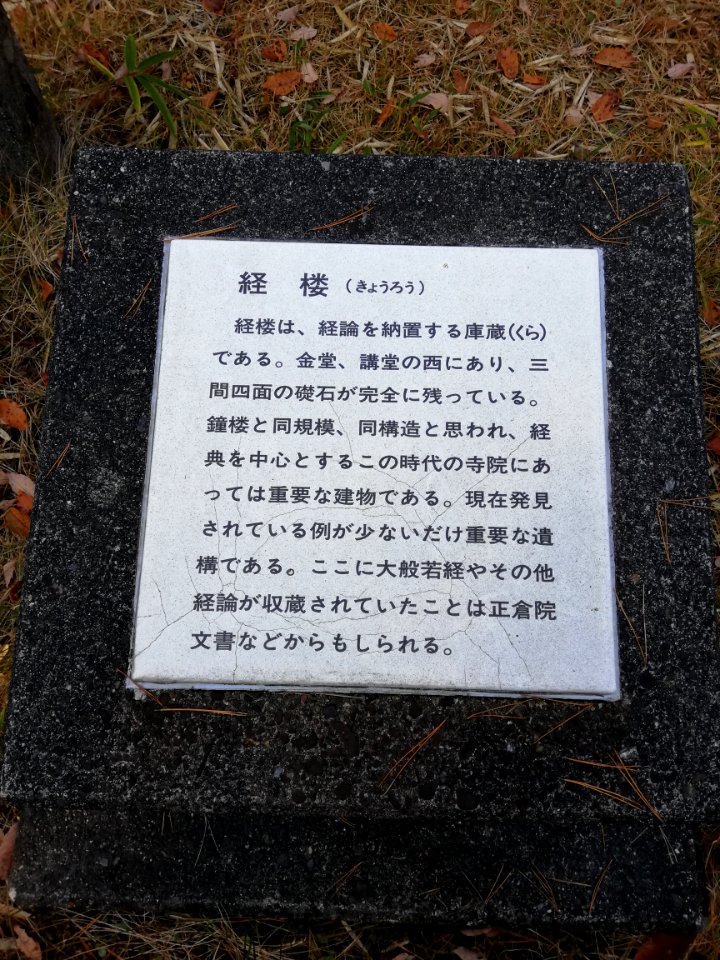 経 楼 (きょうろう)
経楼は、経論を納置する庫蔵(くら)
である。金堂、講堂の西にあり、三
間四面の礎石が完全に残っている。
鐘楼と同規模、同構造と思われ、経
典を中心とするこの時代の寺院にあ
っては重要な建物である。現在発見
されている例が少ないだけ重要な遺
構である。ここに大般若経やその他
経論が収蔵されていたことは正倉院
文書などからもしられる。